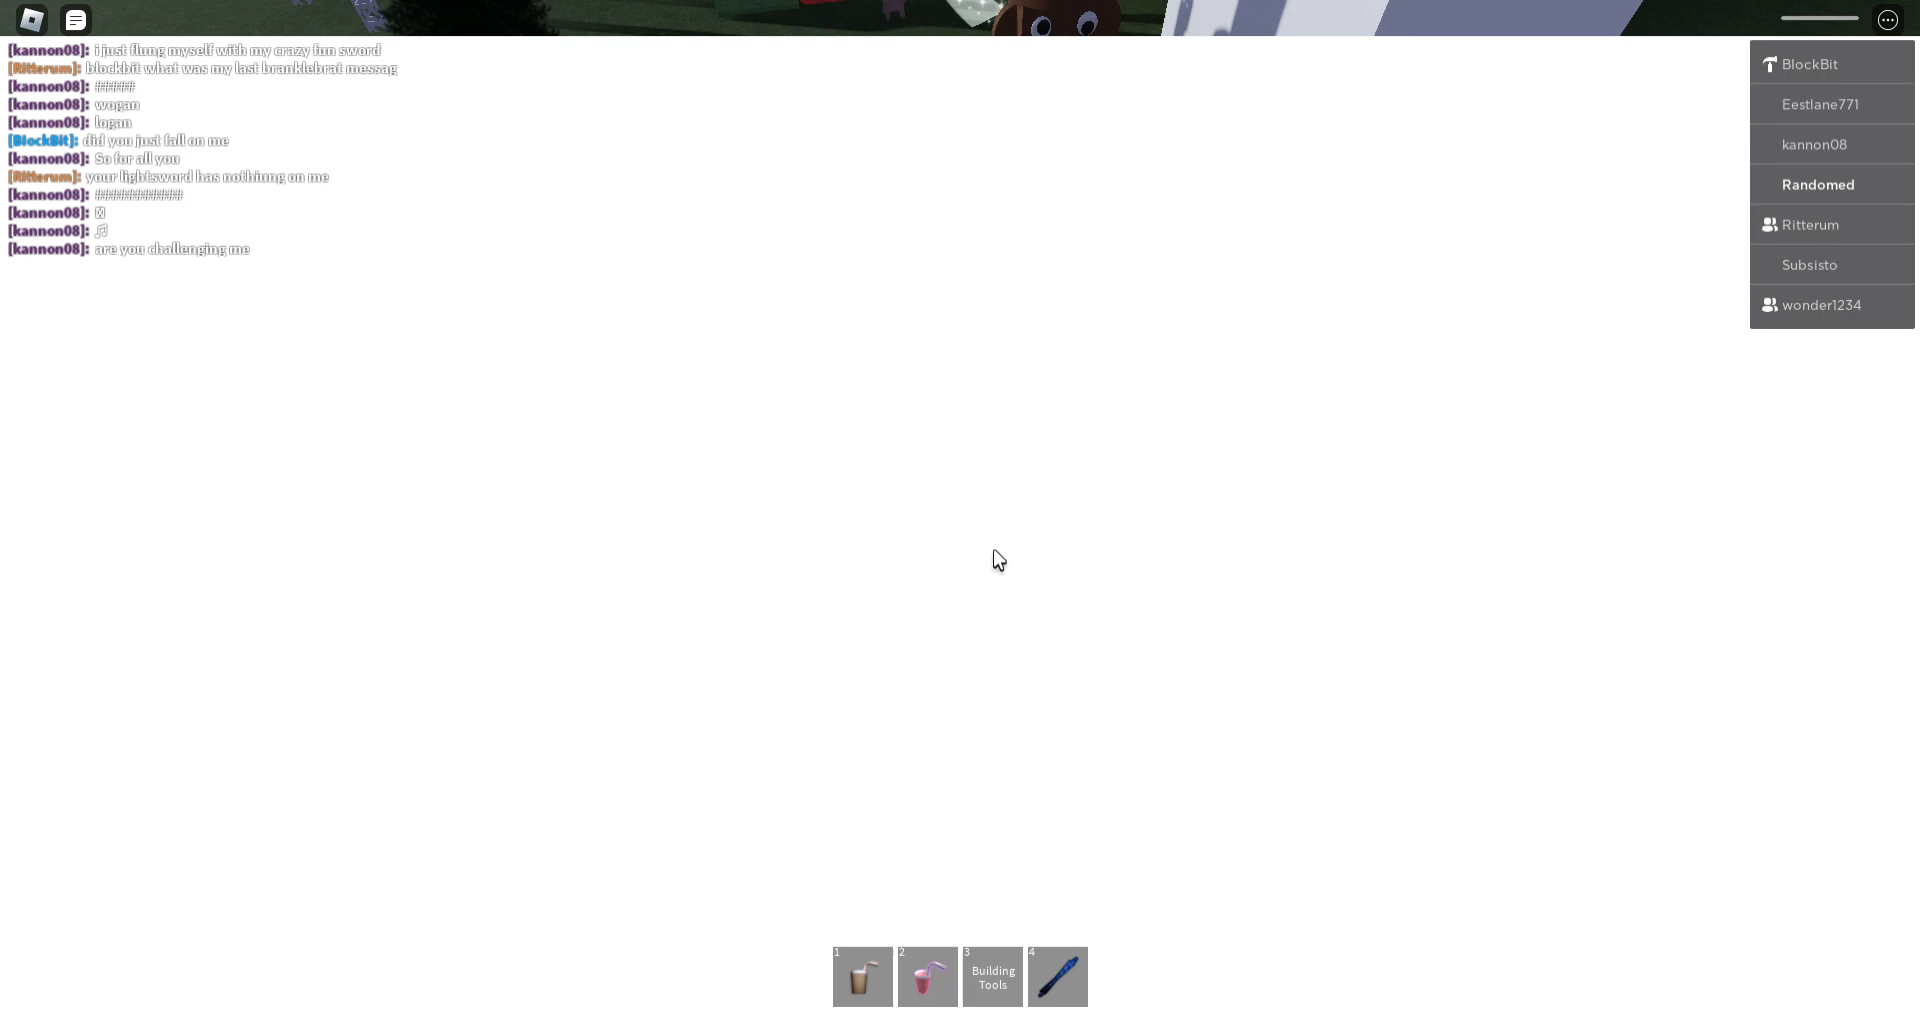 [kannon08]: i just flung myself with my crazy fun sword
[Ritterum]: blockbit what was my last branklebrat messag
[kannon08]: #####
[kannon08]: wogan
[kannon08]: logan
[BlockBit]: did you just fall on me
[kannon08]: So for all you
[Ritterum]: your lightsword has nothiung on me
[kannon08]: ###########
[kannon08]:
[kannon08]: ♫
[kannon08]: are you challenging me
BlockBit
Eestlane771
kannon08
Randomed
Ritterum
Subsisto
wonder1234
1
2
3
Building
Tools
4